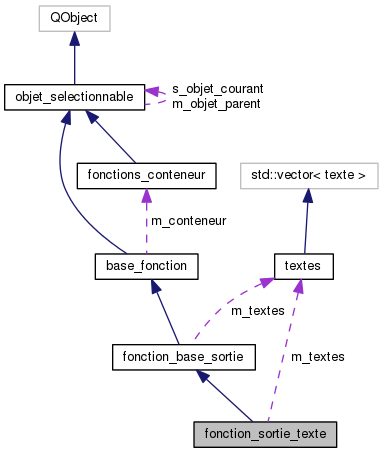 QObject
objet_selectionnable
s_objet_courant
m_objet_parent
fonctions_conteneur
std::vector< texte >
m_conteneur
base_fonction
textes
m_textes
fonction_base_sortie
m_textes
fonction_sortie_texte